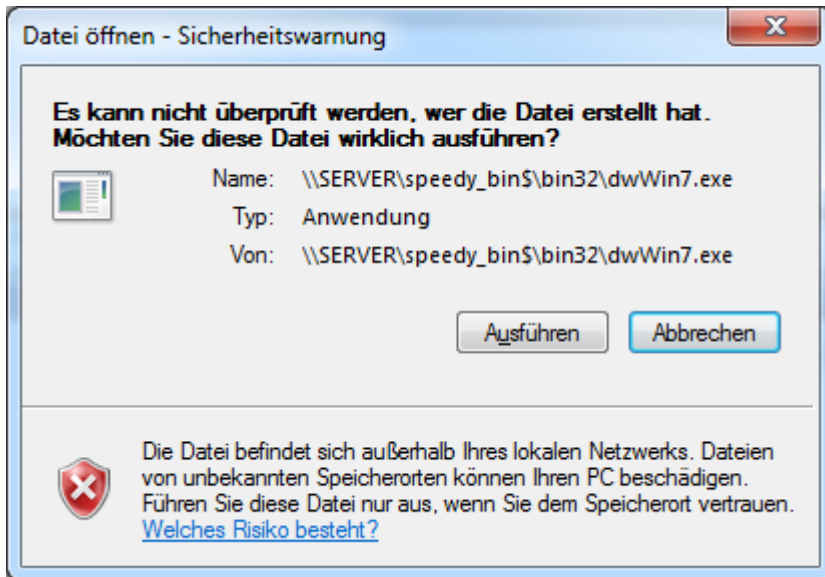 Datei öffnen - Sicherheitswarnung
Es kann nicht überprüft werden, wer die Datei erstellt hat.
Möchten Sie diese Datei wirklich ausführen?
Name: \\SERVER\speedy_bin$\bin32\dwWin7.exe
Typ: Anwendung
Von: \\SERVER\speedy_bin$\bin32\dwWin7.exe
Ausführen Abbrechen
Die Datei befindet sich außerhalb Ihres lokalen Netzwerks. Dateien
von unbekannten Speicherorten können Ihren PC beschädigen.
Führen Sie diese Datei nur aus, wenn Sie dem Speicherort vertrauen.
Welches Risiko besteht?